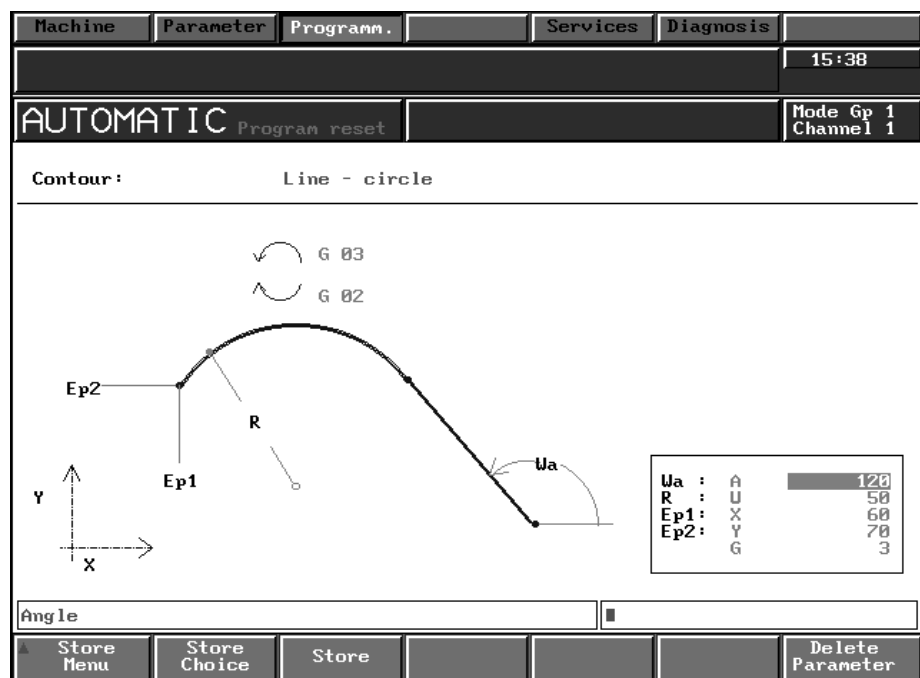 Machine Parameter Programm. Services Diagnosis
15:38
AUTOMATIC Program reset
Mode Gp 1
Channel 1
Contour: Line - circle
G 03
G 02
Ep2
R
Ep1
Wa
Y
X
Wa : A 120
R : U 50
Ep1: X 60
Ep2: Y 70
G 3
Angle
Store Menu
Store Choice
Store
Delete Parameter